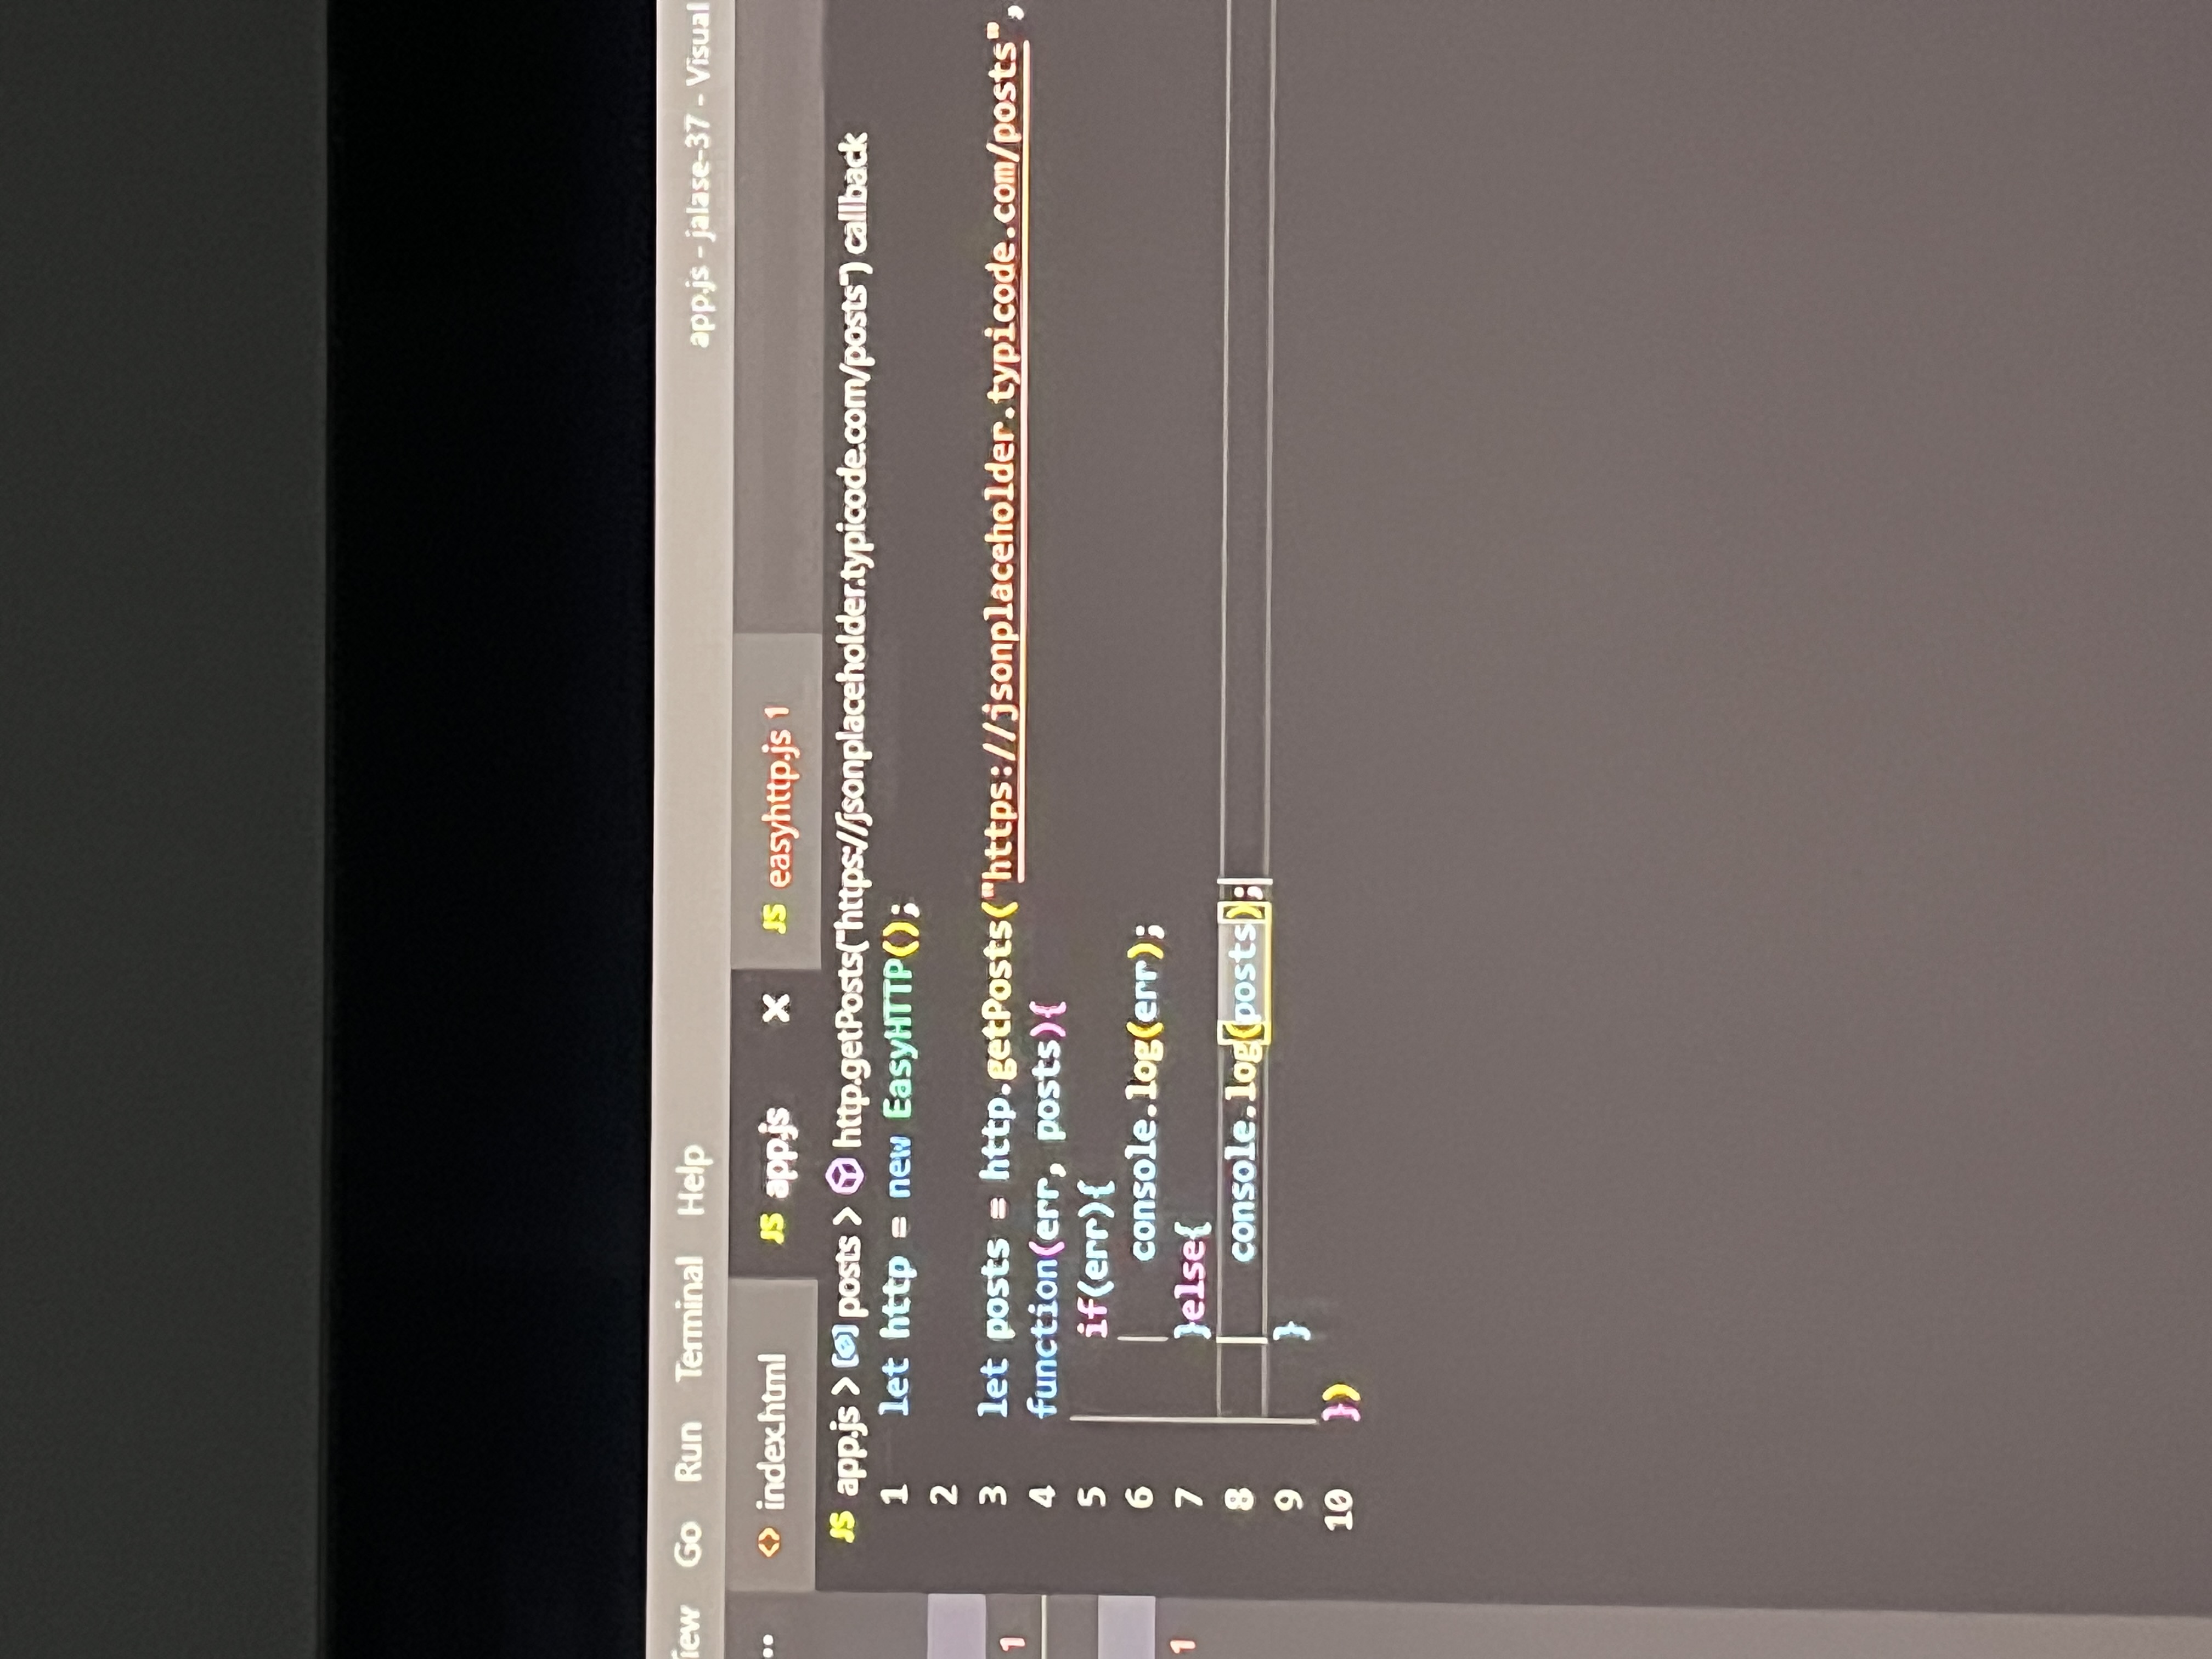 Go Run Terminal Help app.js - jalase-37 - Visual
<> index.html JS app.js X JS easyhttp.js 1
JS app.js > posts > http.getPosts("https://jsonplaceholder.typicode.com/posts") callback
1 let http = new EasyHTTP();
2
3 let posts = http.getPosts("https://jsonplaceholder.typicode.com/posts",
4 function(err, posts){
5 if(err){
6 console.log(err);
7 }else{
8 console.log(posts);
9 }
10 })
1
1